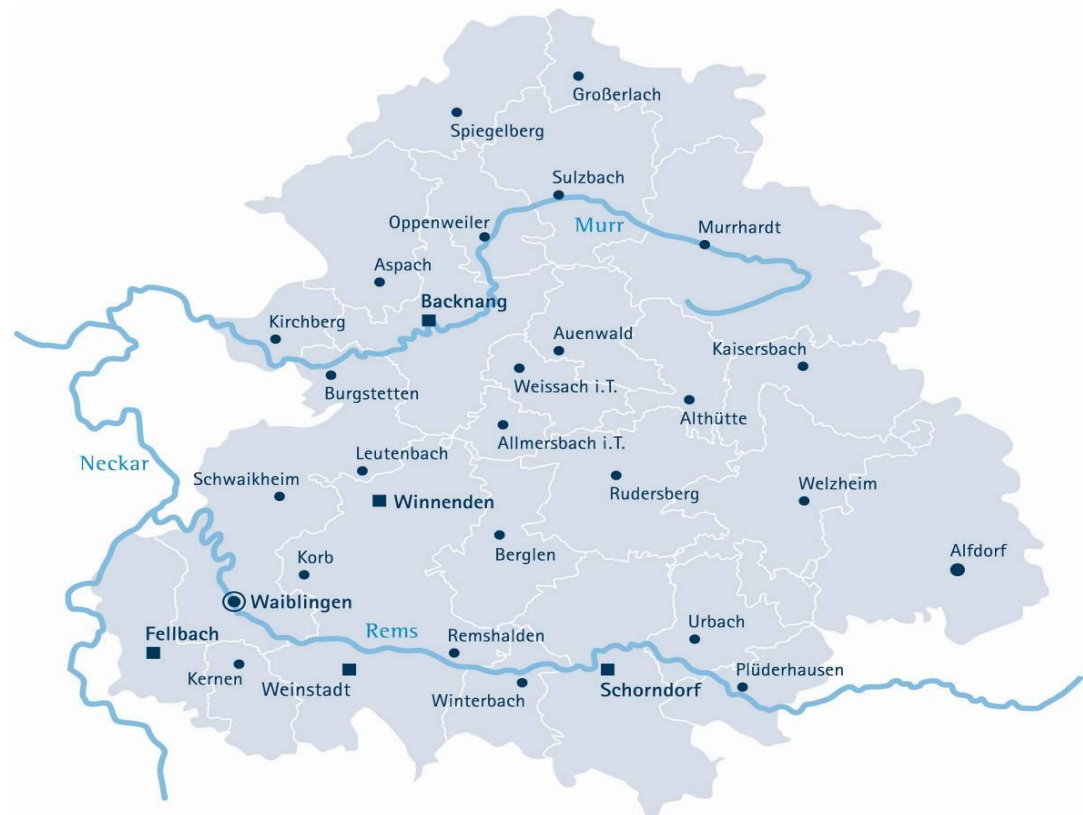 Großerlach
Spiegelberg
Sulzbach
Oppenweiler
Murr
Murrhardt
Aspach
Backnang
Kirchberg
Auenwald
Kaisersbach
Burgstetten
Weissach i.T.
Althütte
Allmersbach i.T.
Leutenbach
Neckar
Schwaikheim
Rudersberg
Welzheim
Winnenden
Berglen
Korb
Alfdorf
Waiblingen
Urbach
Rems
Remshalden
Fellbach
Plüderhausen
Kernen
Weinstadt
Winterbach
Schorndorf